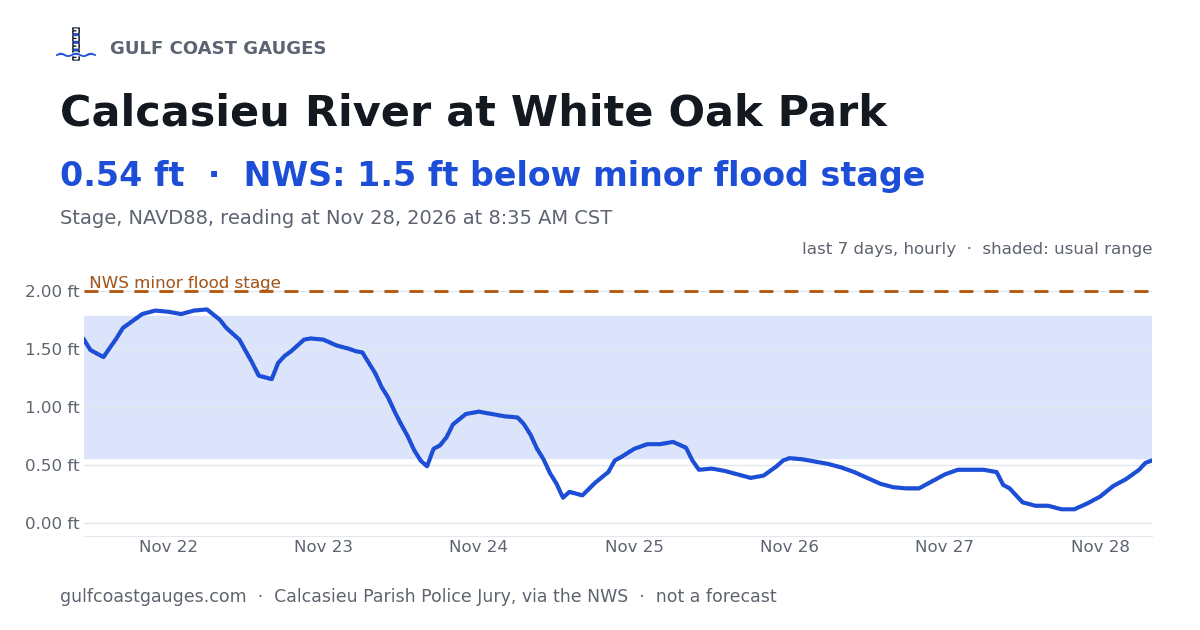 GULF COAST GAUGES
Calcasieu River at White Oak Park
0.54 ft · NWS: 1.5 ft below minor flood stage
Stage, NAVD88, reading at Nov 28, 2026 at 8:35 AM CST
last 7 days, hourly · shaded: usual range
NWS minor flood stage
2.00 ft
1.50 ft
1.00 ft
0.50 ft
0.00 ft
Nov 22 Nov 23 Nov 24 Nov 25 Nov 26 Nov 27 Nov 28
gulfcoastgauges.com · Calcasieu Parish Police Jury, via the NWS · not a forecast